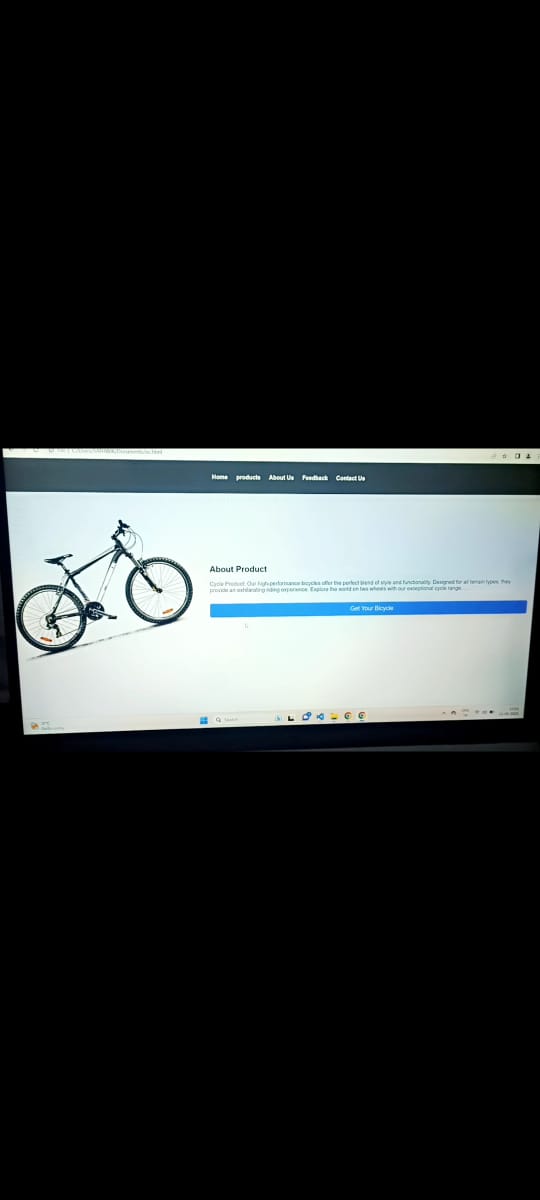 Home products About Us Feedback Contact Us
About Product
Cycle Product: Our high-performance bicycles offer the perfect blend of style and functionality. Designed for all terrain types, they
provide an exhilarating riding experience. Explore the world on two wheels with our exceptional cycle range.
Get Your Bicycle
Search